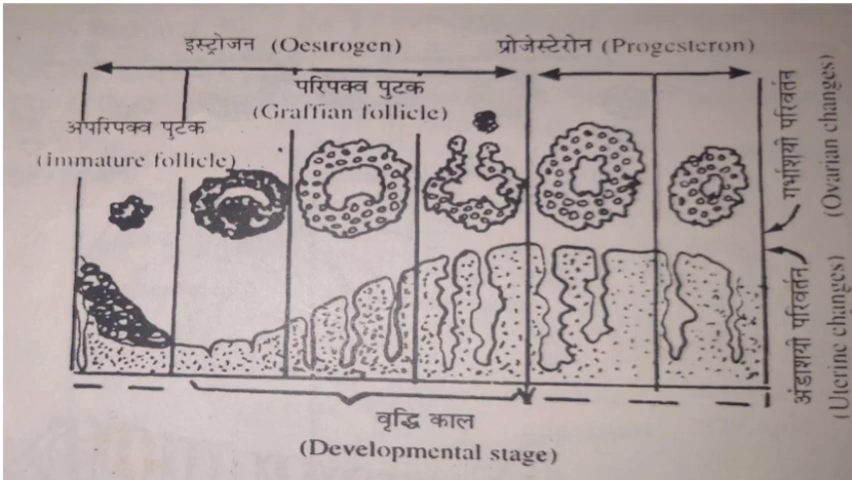 इस्ट्रोजन (Oestrogen)
प्रोजेस्टेरोन (Progesteron)
परिपक्व पुटक
(Graffian follicle)
अपरिपक्व पुटक
(immature follicle)
गर्भाशयी परिवर्तन
(Ovarian changes)
अंडाशयी परिवर्तन
(Uterine changes)
वृद्धि काल
(Developmental stage)